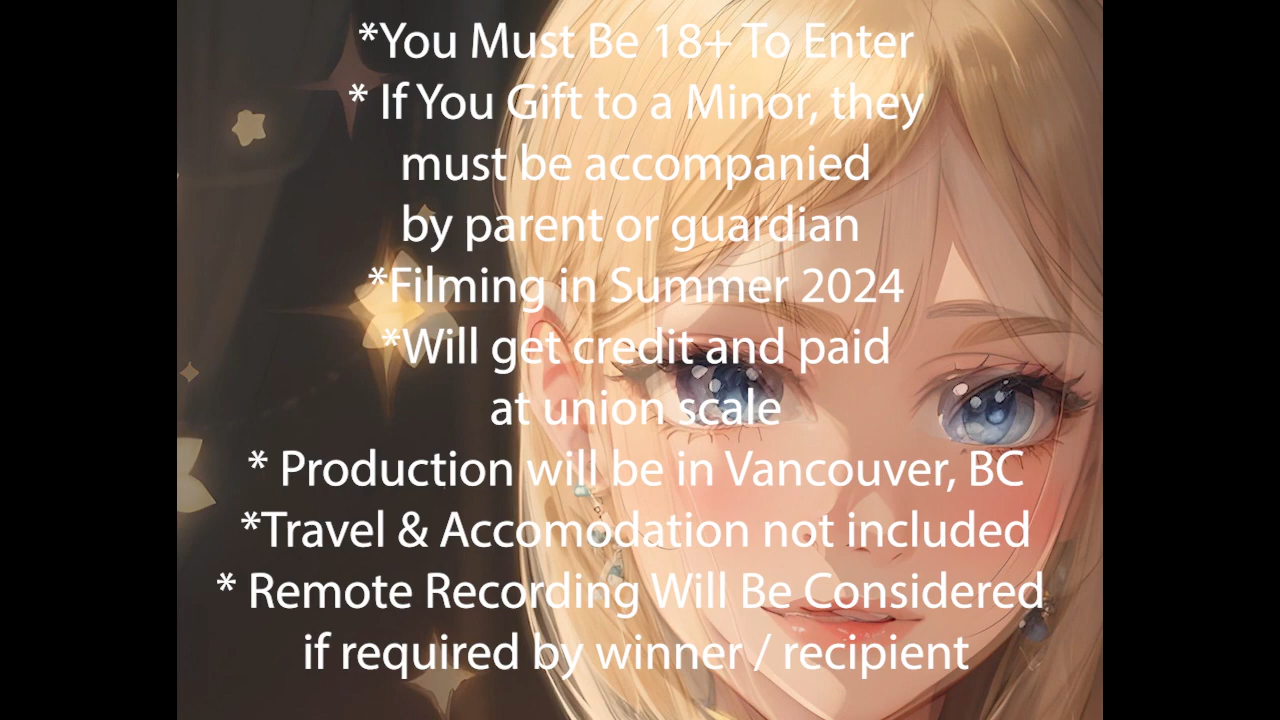 *You Must Be 18+ To Enter
* If You Gift to a Minor, they
must be accompanied
by parent or guardian
*Filming in Summer 2024
*Will get credit and paid
at union scale
* Production will be in Vancouver, BC
*Travel & Accomodation not included
* Remote Recording Will Be Considered
if required by winner / recipient